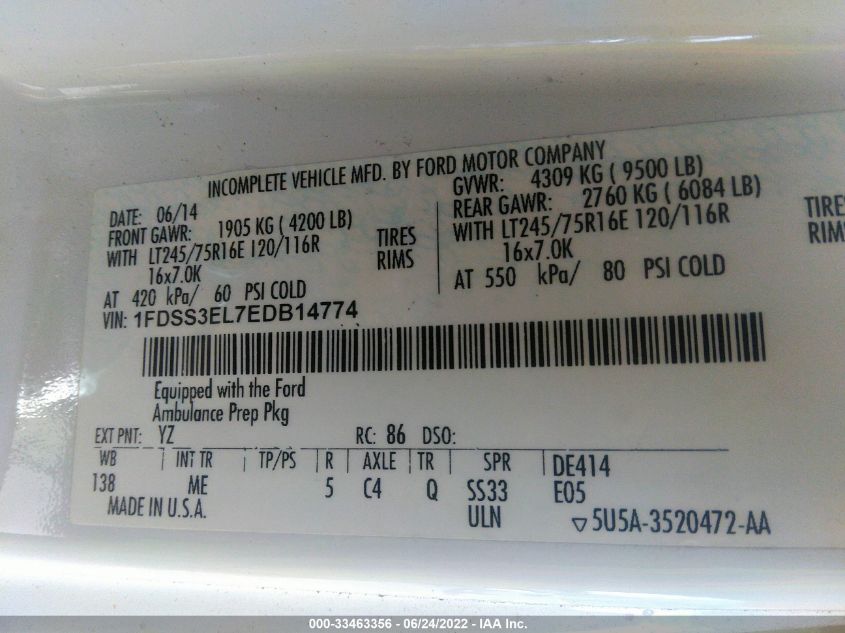 INCOMPLETE VEHICLE MFD. BY FORD MOTOR COMPANY
DATE: 06/14
GVWR: 4309 KG ( 9500 LB)
FRONT GAWR: 1905 KG ( 4200 LB)
REAR GAWR: 2760 KG ( 6084 LB)
WITH LT245/75R16E 120/116R TIRES
WITH LT245/75R16E 120/116R TIRES
16x7.0K RIMS
16x7.0K RIMS
AT 420 kPa/ 60 PSI COLD
AT 550 kPa/ 80 PSI COLD
VIN: 1FDSS3EL7EDB14774
Equipped with the Ford
Ambulance Prep Pkg
EXT PNT: YZ RC: 86 DSO:
WB INT TR TP/PS R AXLE TR SPR DE414
138 ME 5 C4 Q SS33 E05
MADE IN U.S.A. ULN 5U5A-3520472-AA
000-33463356 - 06/24/2022 - IAA Inc.